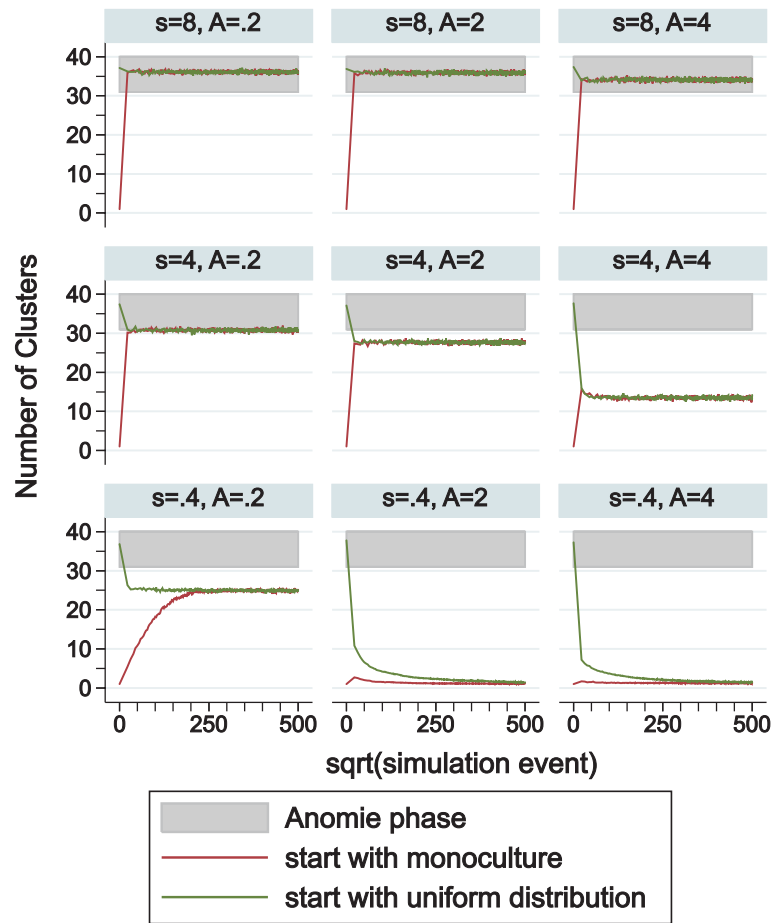 s=8, A=.2
s=8, A=2
s=8, A=4
40
30
20
10
0
s=4, A=.2
s=4, A=2
s=4, A=4
40
30
20
10
0
s=.4, A=.2
s=.4, A=2
s=.4, A=4
40
30
20
10
0
0 250 500
0 250 500
0 250 500
Number of Clusters
sqrt(simulation event)
Anomie phase
start with monoculture
start with uniform distribution